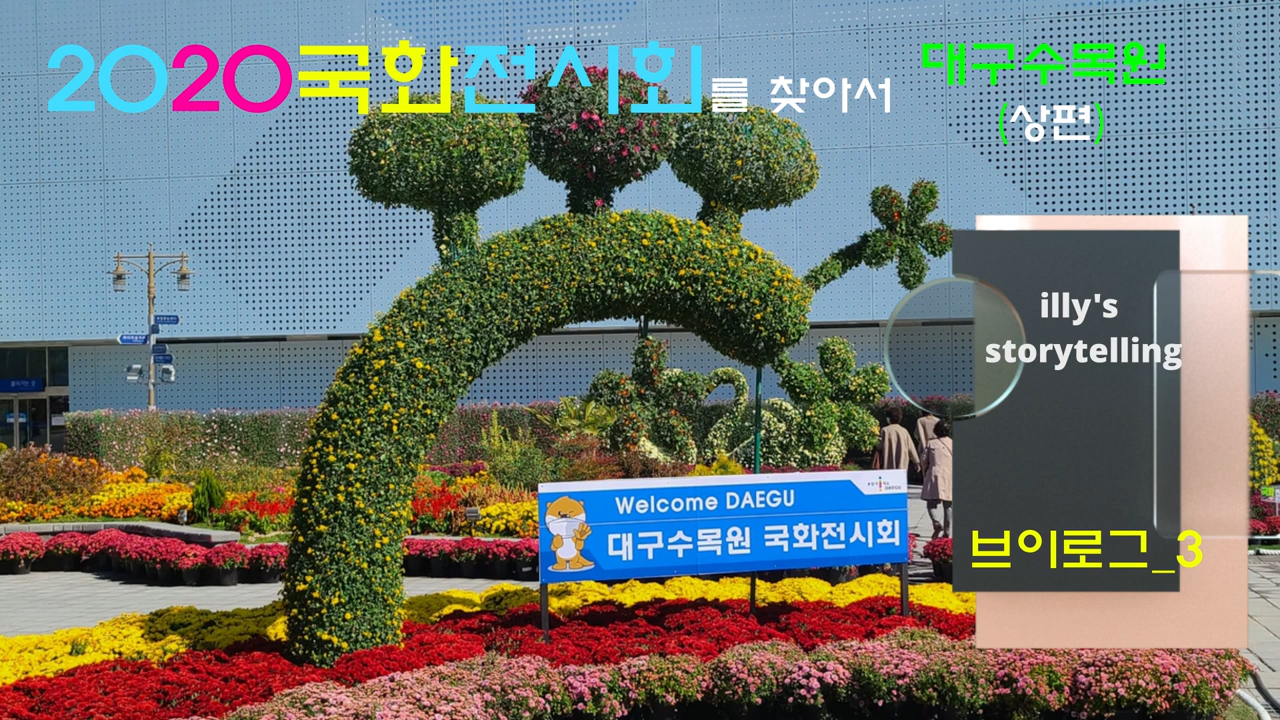 2020국화전시회를 찾아서
대구수목원
(상편)
illy's
storytelling
Welcome DAEGU
대구수목원 국화전시회
브이로그_3